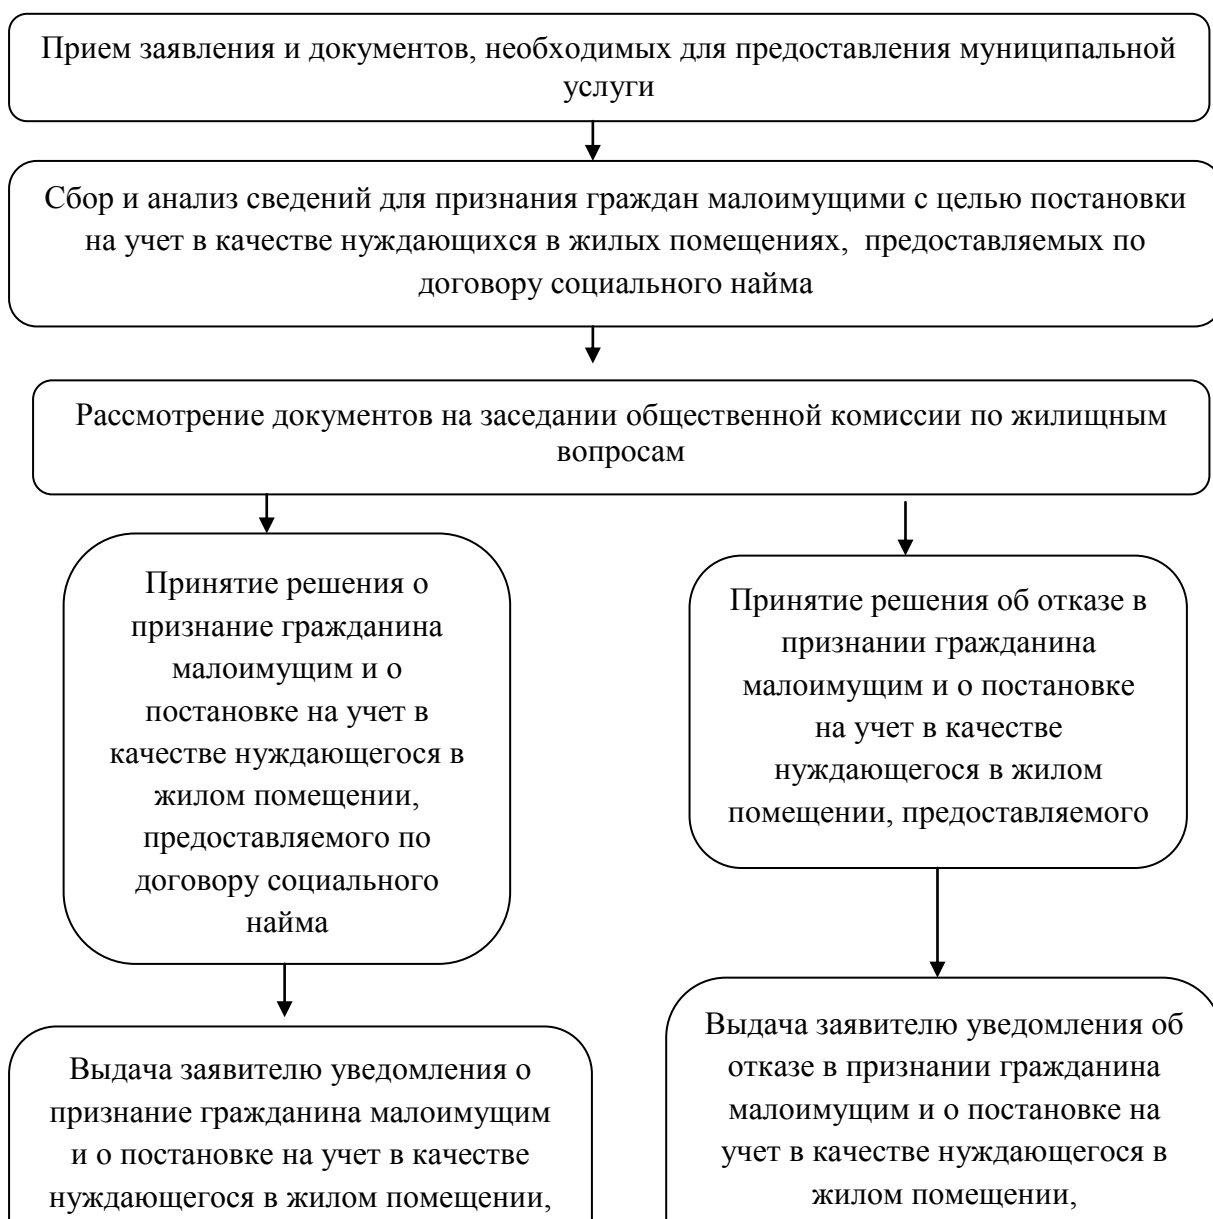 Прием заявления и документов, необходимых для предоставления муниципальной
услуги
Сбор и анализ сведений для признания граждан малоимущими с целью постановки
на учет в качестве нуждающихся в жилых помещениях, предоставляемых по
договору социального найма
Рассмотрение документов на заседании общественной комиссии по жилищным
вопросам
Принятие решения о
признание гражданина
малоимущим и о
постановке на учет в
качестве нуждающегося в
жилом помещении,
предоставляемого по
договору социального
найма
Принятие решения об отказе в
признании гражданина
малоимущим и о постановке
на учет в качестве
нуждающегося в жилом
помещении, предоставляемого
Выдача заявителю уведомления о
признание гражданина малоимущим
и о постановке на учет в качестве
нуждающегося в жилом помещении,
Выдача заявителю уведомления об
отказе в признании гражданина
малоимущим и о постановке на
учет в качестве нуждающегося в
жилом помещении,